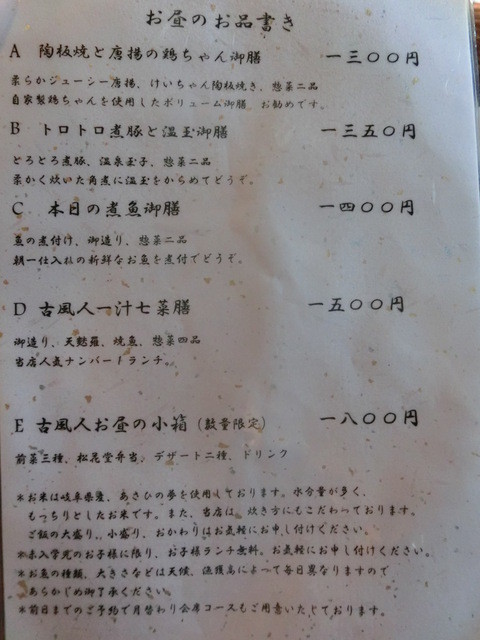 お昼のお品書き
A 陶板焼と唐揚の鶏ちゃん御膳 一三〇〇円
柔らかジューシー唐揚、けいちゃん陶板焼き、惣菜二品
自家製鶏ちゃんを使用したボリューム御膳 お勧めです。
B トロトロ煮豚と温玉御膳 一三五〇円
とろとろ煮豚、温泉玉子、惣菜二品
柔かく炊いた角煮に温玉をからめてどうぞ。
C 本日の煮魚御膳 一四〇〇円
魚の煮付け、御造り、惣菜二品
朝一仕入れの新鮮なお魚を煮付でどうぞ。
D 古風人一汁七菜膳 一五〇〇円
御造り、天麩羅、焼魚、惣菜四品
当店人気ナンバー1ランチ。
E 古風人お昼の小箱(数量限定) 一八〇〇円
前菜三種、松花堂弁当、デザート二種、ドリンク
*お米は岐阜県産、あさひの夢を使用しております。水分量が多く、
もっちりとしたお米です。また、当店は、炊き方にもこだわっております。
ご飯の大盛り、小盛り、おかわりはお気軽にお申し付けください。
*未入学児のお子様に限り、お子様ランチ無料。お気軽にお申し付けください。
*お魚の種類、大きさなどは天候、漁獲高によって毎日異なりますので
あらかじめ御了承ください。
*前日までのご予約で月替わり会席コースもご用意いたしております。